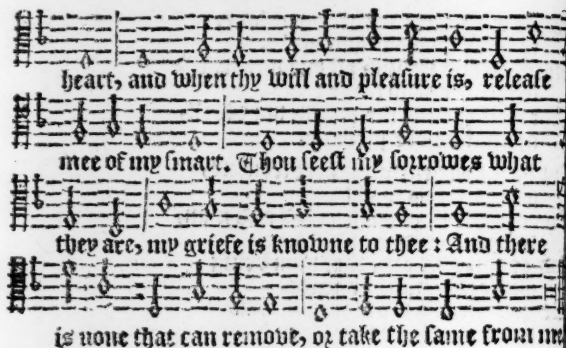 heart, and when thy will and pleaſure is, releaſe
mee of my ſmart. Thou ſeeſt my ſorrowes what
they are, my griefe is knowne to thee : And there
is none that can remove, or take the ſame from me